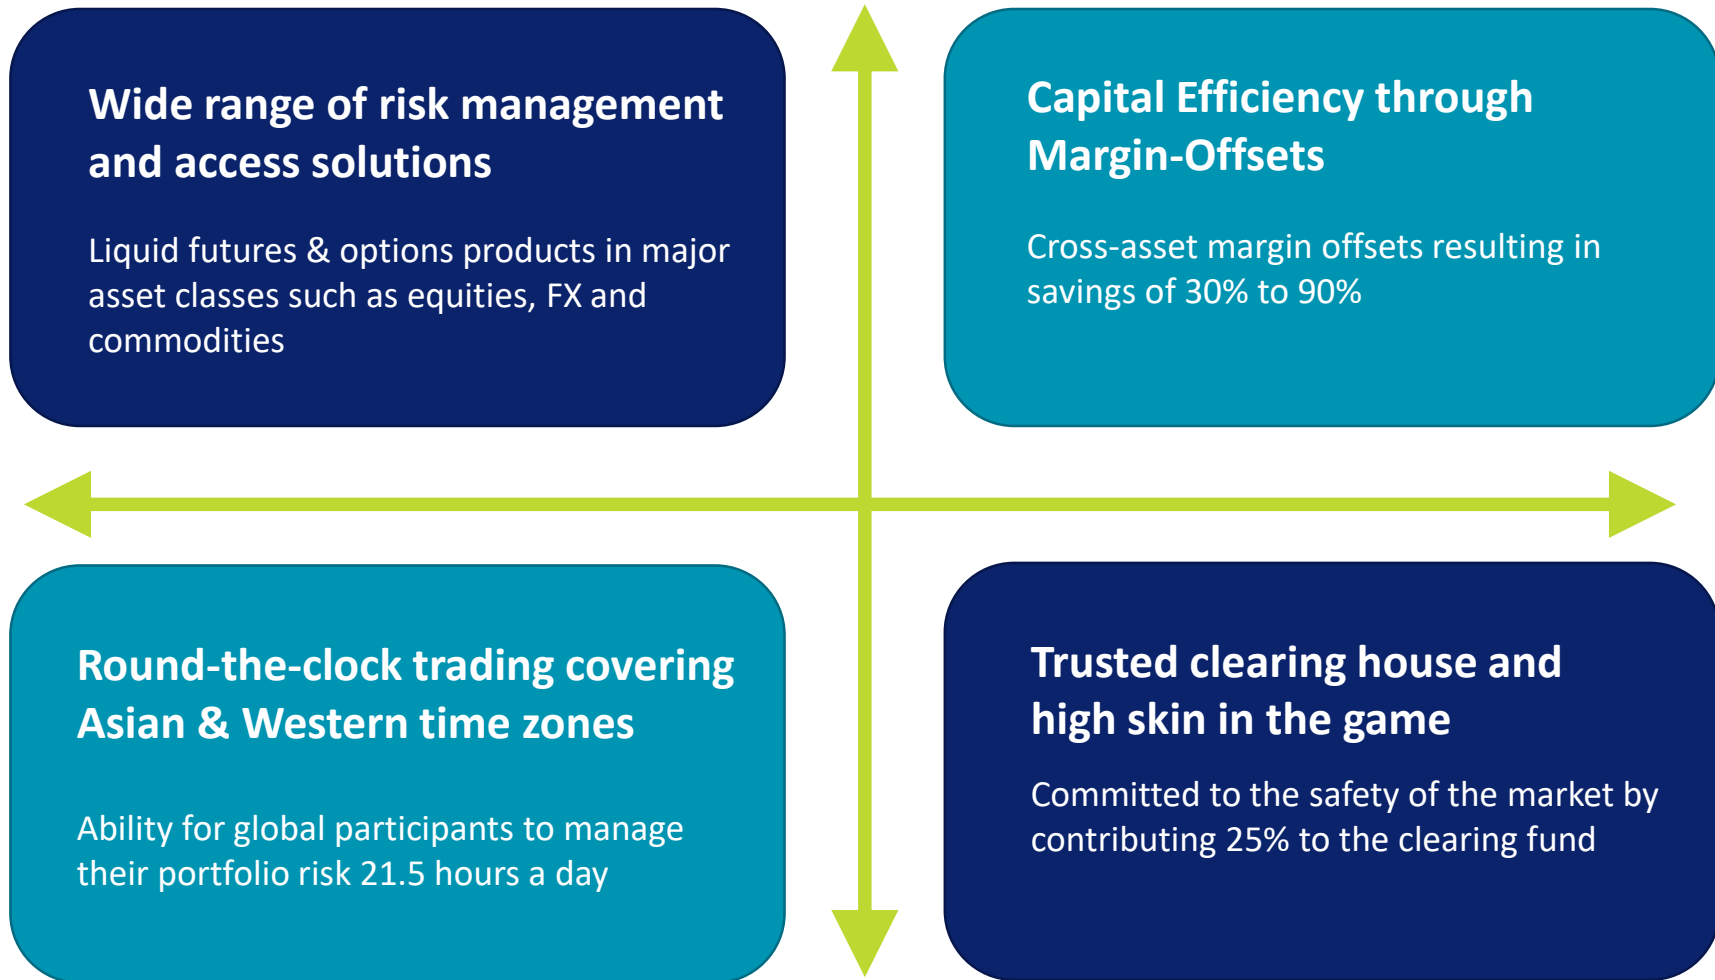 Wide range of risk management
and access solutions
Liquid futures & options products in major
asset classes such as equities, FX and
commodities
Capital Efficiency through
Margin-Offsets
Cross-asset margin offsets resulting in
savings of 30% to 90%
Round-the-clock trading covering
Asian & Western time zones
Ability for global participants to manage
their portfolio risk 21.5 hours a day
Trusted clearing house and
high skin in the game
Committed to the safety of the market by
contributing 25% to the clearing fund